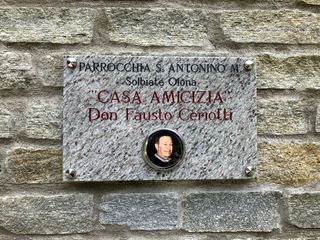 PARROCCHIA S. ANTONINO M.
Solbiate Olona
"CASA AMICIZIA"
Don Fausto Ceriotti